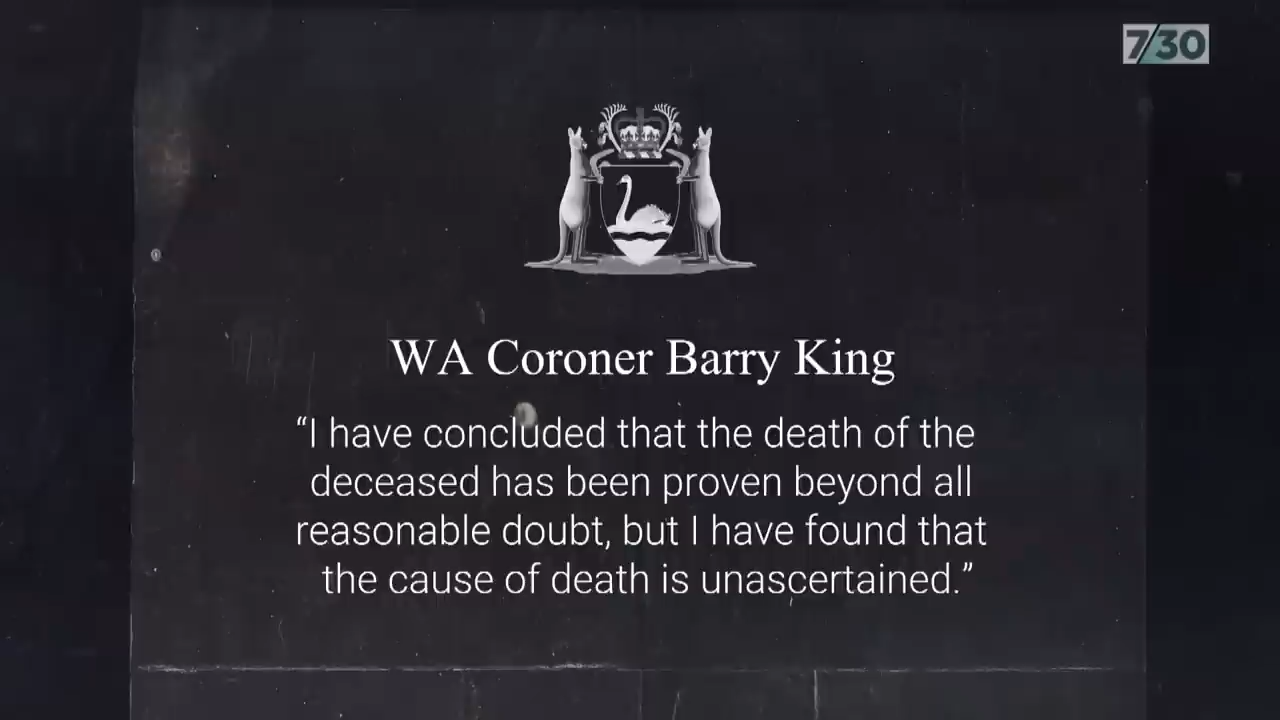 7/30
WA Coroner Barry King
“I have concluded that the death of the
deceased has been proven beyond all
reasonable doubt, but I have found that
the cause of death is unascertained.”